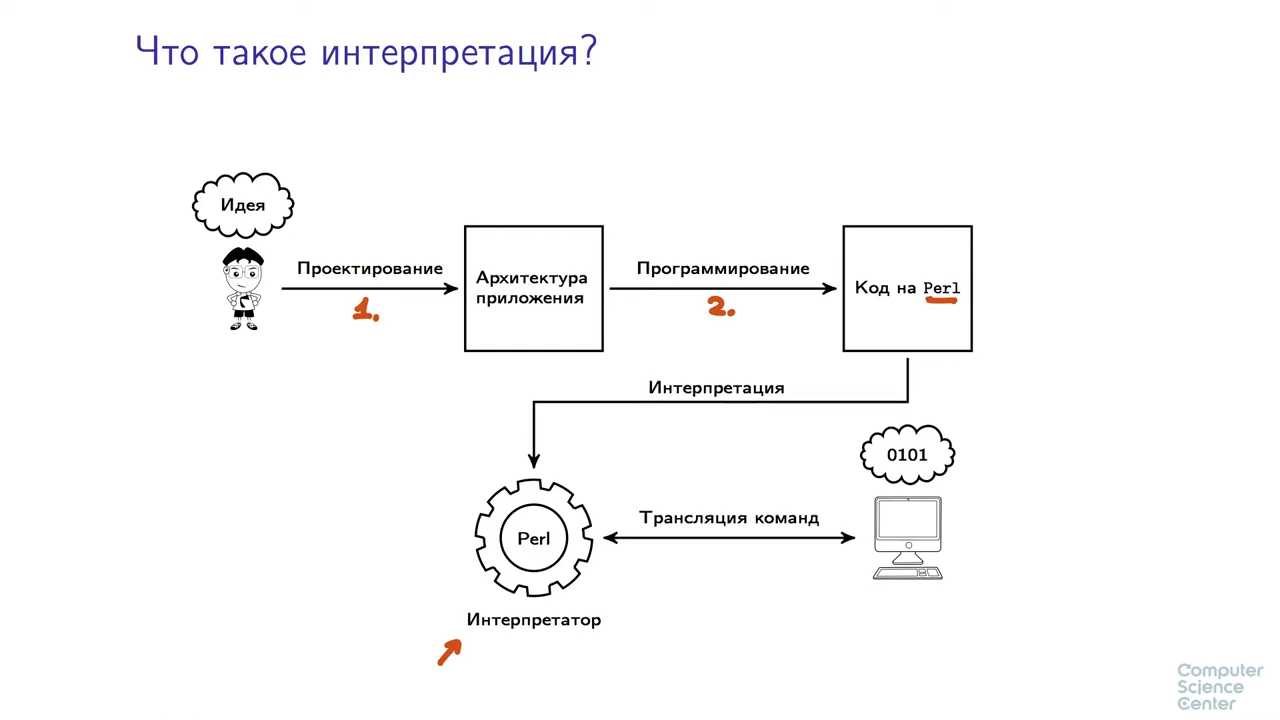 Что такое интерпретация?
Идея
Проектирование
1.
Архитектура
приложения
Программирование
2.
Код на Perl
Интерпретация
Perl
Интерпретатор
Трансляция команд
0101
Computer
Science
Center